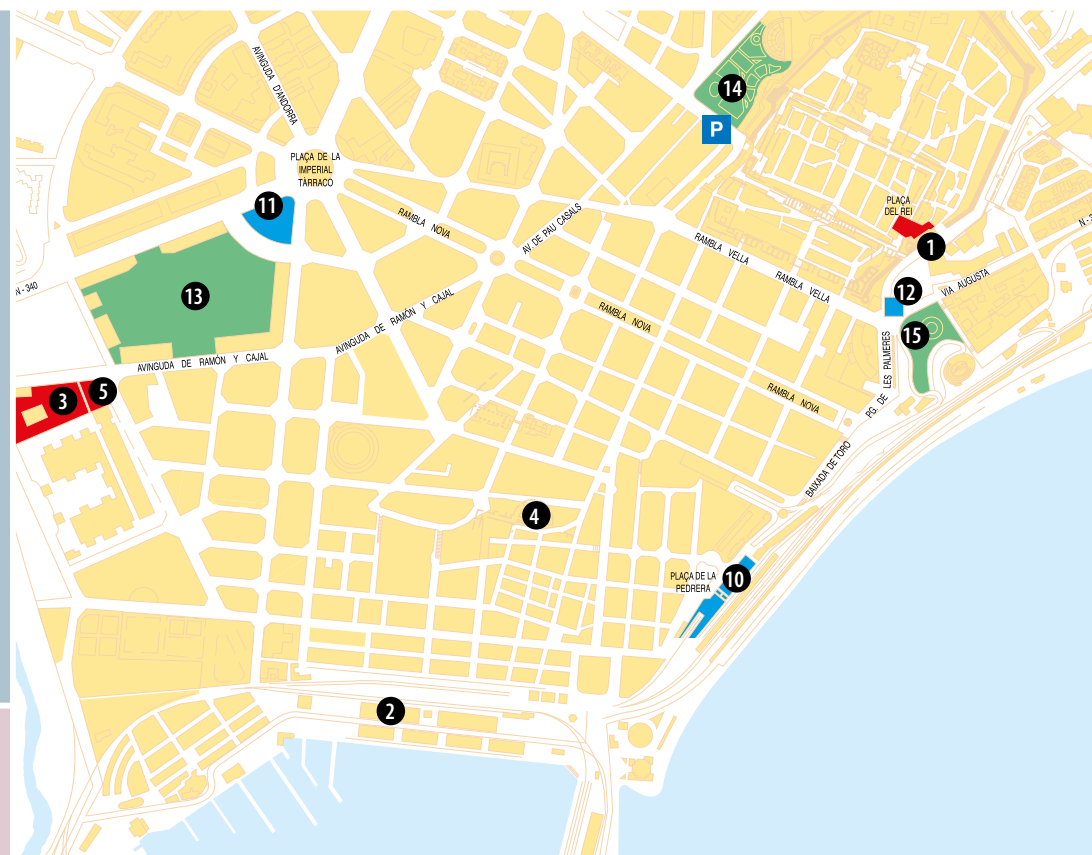 14
P
AVINGUDA D'ANDORRA
PLAÇA DE LA
IMPERIAL
TÀRRACO
11
RAMBLA NOVA
AV. DE PAU CASALS
PLAÇA
DEL REI
1
N-2
RAMBLA VELLA
RAMBLA VELLA
12
VIA AUGUSTA
13
N-340
15
RAMBLA NOVA
AVINGUDA DE RAMÓN Y CAJAL
AVINGUDA DE RAMÓN Y CAJAL
PG. DE LES PALMERES
3
5
RAMBLA NOVA
BAIXADA DE TORO
4
PLAÇA DE LA
PEDRERA
10
2